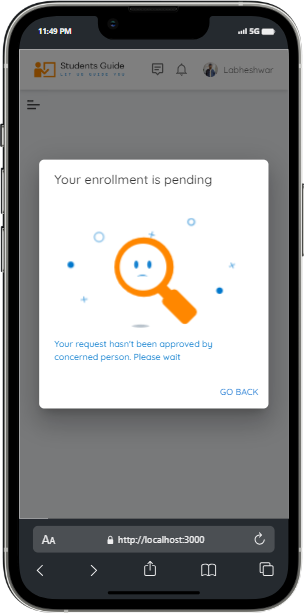 11:49 PM
5G
Students Guide
LET US GUIDE YOU
Labheshwar
Your enrollment is pending
Your request hasn't been approved by
concerned person. Please wait
GO BACK
AA
http://localhost:3000